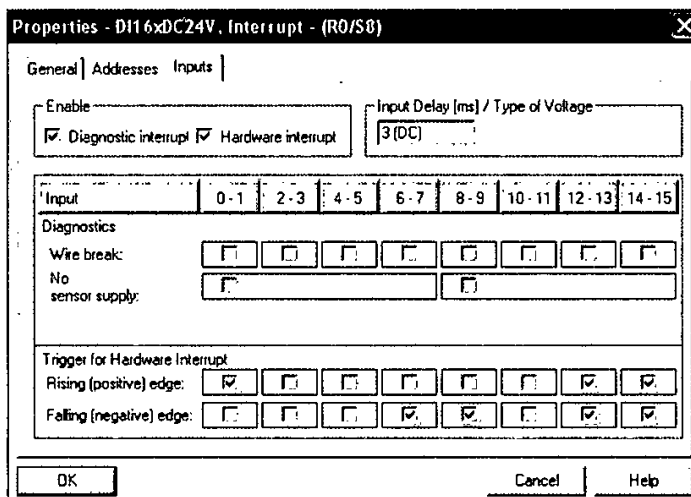 Properties - DI16xDC24V, Interrupt - (R0/S8)
General Addresses Inputs
Enable
Input Delay [ms] / Type of Voltage
Diagnostic interrupt Hardware interrupt
3 (DC)
Input 0 - 1 2 - 3 4 - 5 6 - 7 8 - 9 10 - 11 12 - 13 14 - 15
Diagnostics
Wire break:
No
sensor supply:
Trigger for Hardware Interrupt
Rising (positive) edge:
Falling (negative) edge:
OK Cancel Help